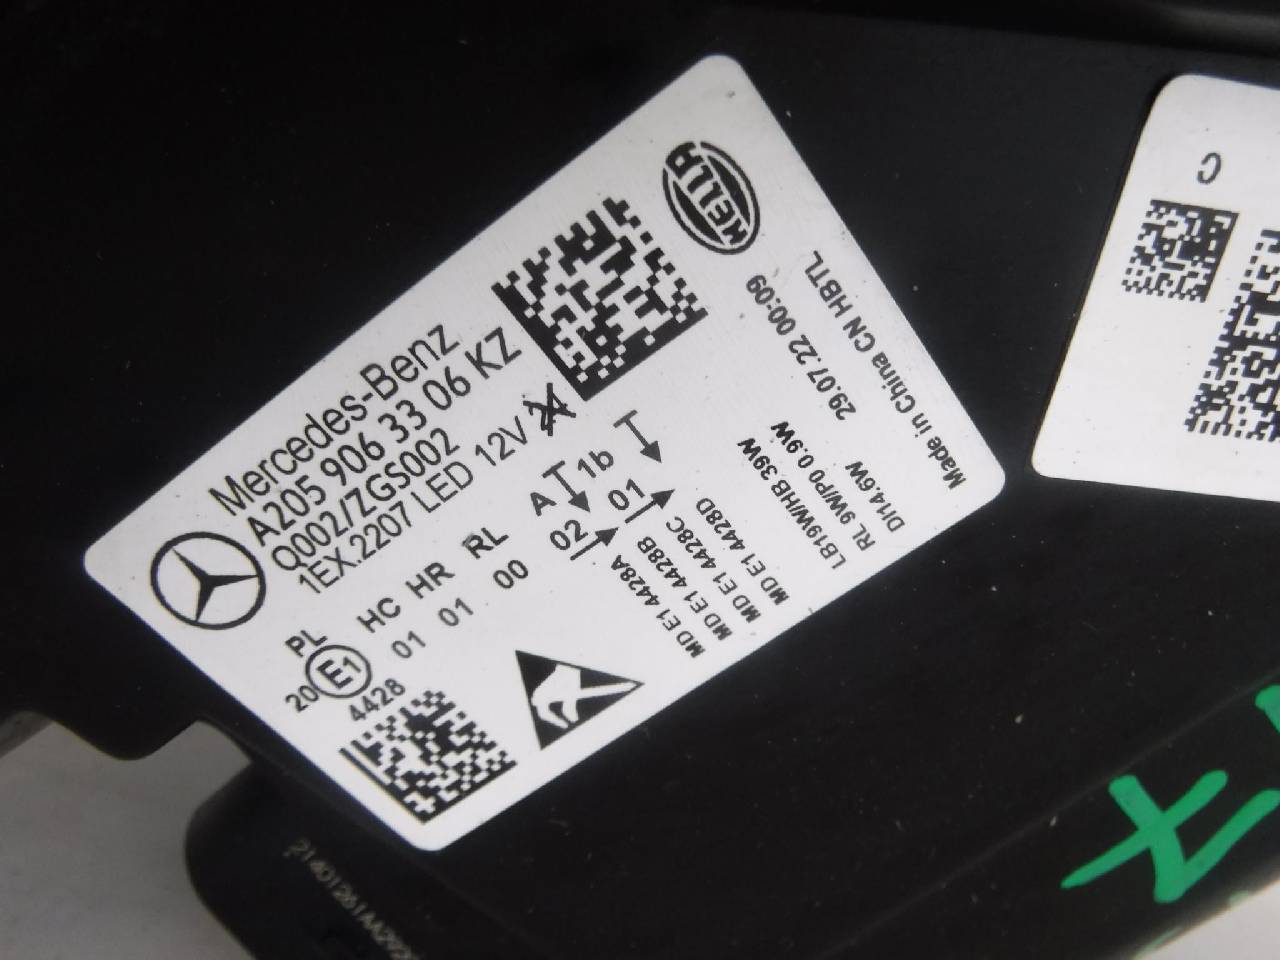 HELLA
Mercedes-Benz
A205 906 33 06 KZ
Q002/ZGS002
1EX.2207 LED 12V
PL HC HR RL A 1b
20 E1 01 01 00 02 01
4428
MD E1 4428A
MD E1 4428B
MD E1 4428C
MD E1 4428D
LB19W/HB 39W
RL 9W/P0 0.9W
DI14.6W
29.07.22 00:09
Made in China CN HBTL
C